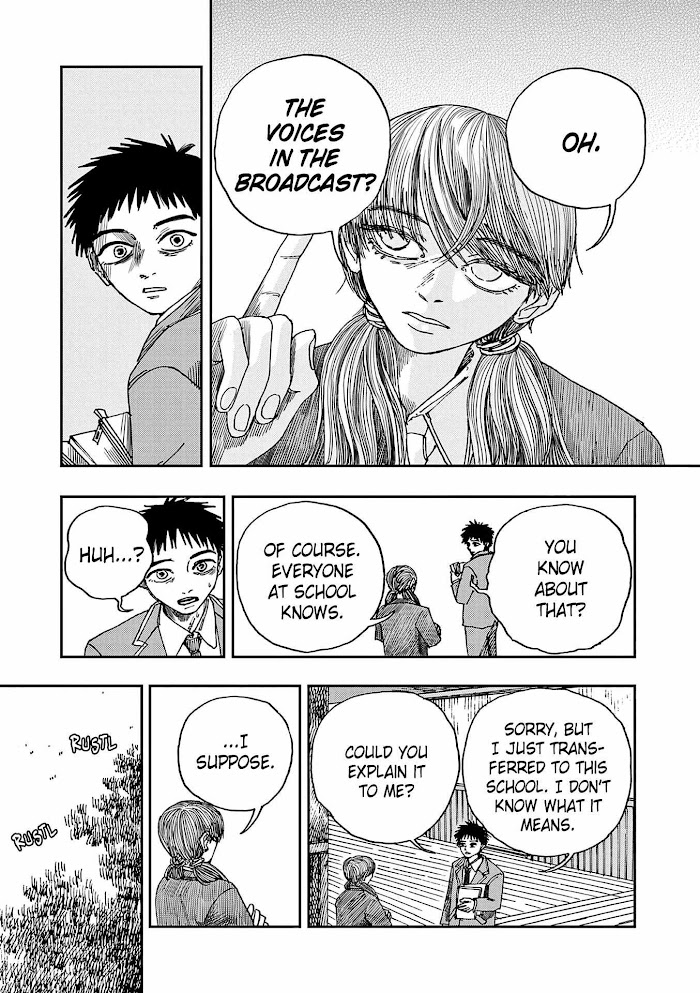 OH.
THE
VOICES
IN THE
BROADCAST?
YOU
KNOW
ABOUT
THAT?
OF COURSE.
EVERYONE
AT SCHOOL
KNOWS.
HUH...?
SORRY, BUT
I JUST TRANS-
FERRED TO THIS
SCHOOL. I DON'T
KNOW WHAT IT
MEANS.
COULD YOU
EXPLAIN IT
TO ME?
...I
SUPPOSE.
RUSTL
RUSTL